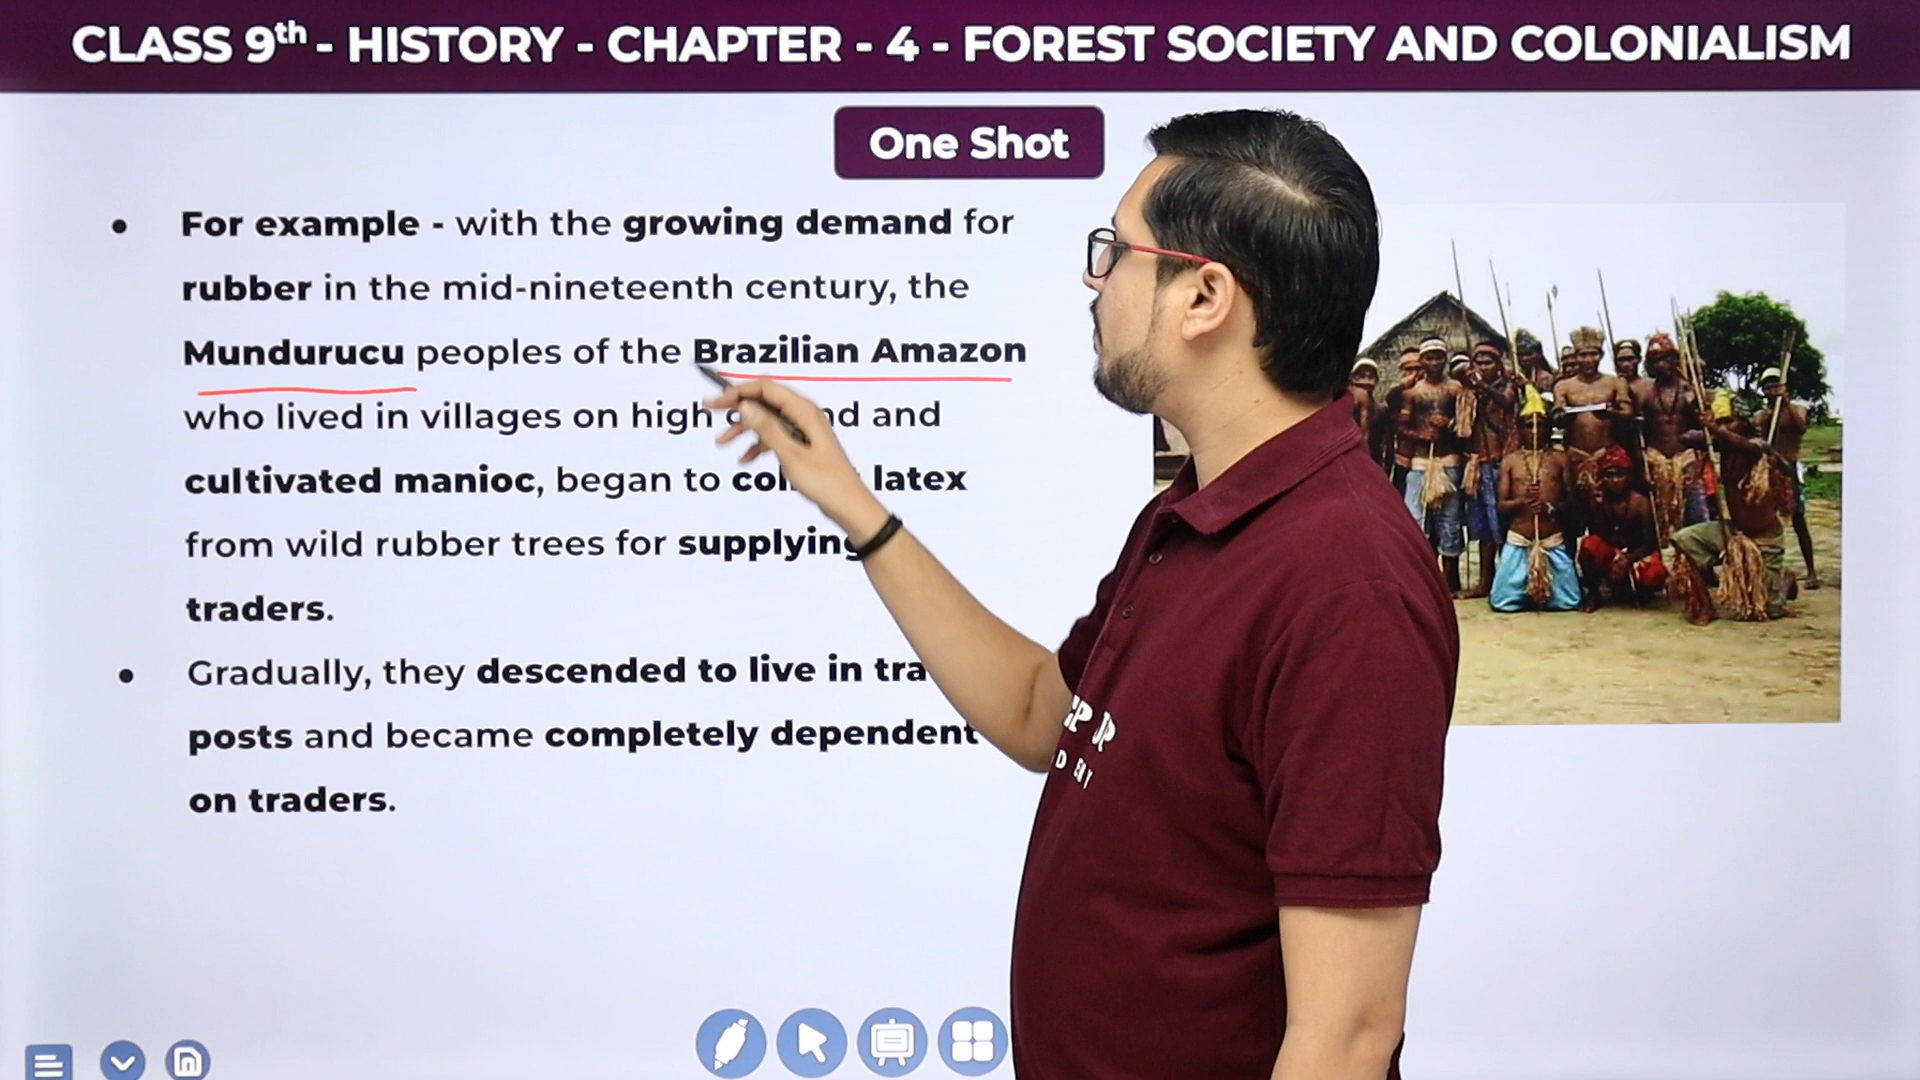 CLASS 9th - HISTORY - CHAPTER - 4 - FOREST SOCIETY AND COLONIALISM
One Shot
● For example - with the growing demand for
rubber in the mid-nineteenth century, the
Mundurucu peoples of the Brazilian Amazon
who lived in villages on high and
cultivated manioc, began to latex
from wild rubber trees for supplying
traders.
● Gradually, they descended to live in
posts and became completely dependent
on traders.